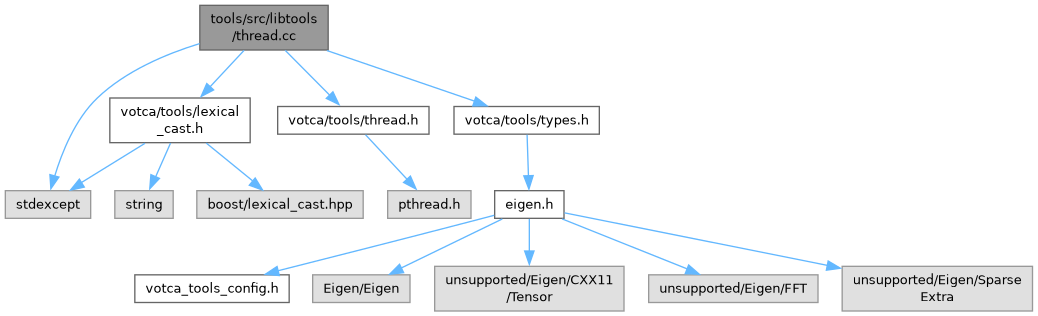 tools/src/libtools
/thread.cc
votca/tools/lexical
_cast.h
votca/tools/thread.h
votca/tools/types.h
stdexcept
string
boost/lexical_cast.hpp
pthread.h
eigen.h
votca_tools_config.h
Eigen/Eigen
unsupported/Eigen/CXX11
/Tensor
unsupported/Eigen/FFT
unsupported/Eigen/Sparse
Extra